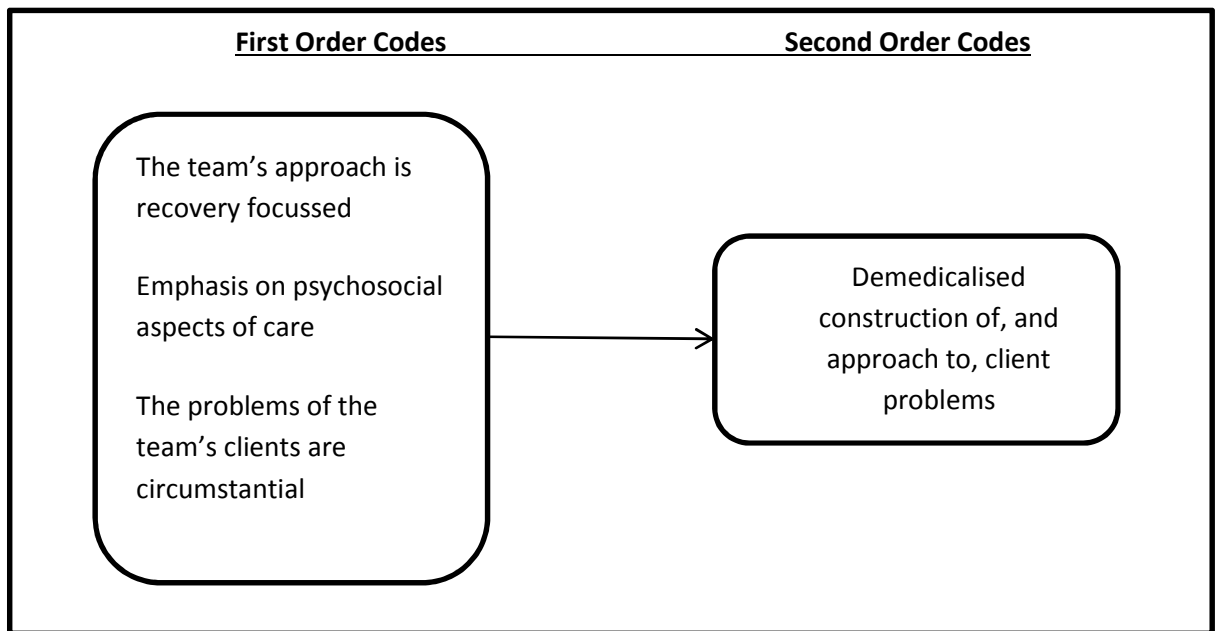 First Order Codes Second Order Codes
The team’s approach is
recovery focussed
Emphasis on psychosocial
aspects of care
The problems of the
team’s clients are
circumstantial
Demedicalised
construction of, and
approach to, client
problems